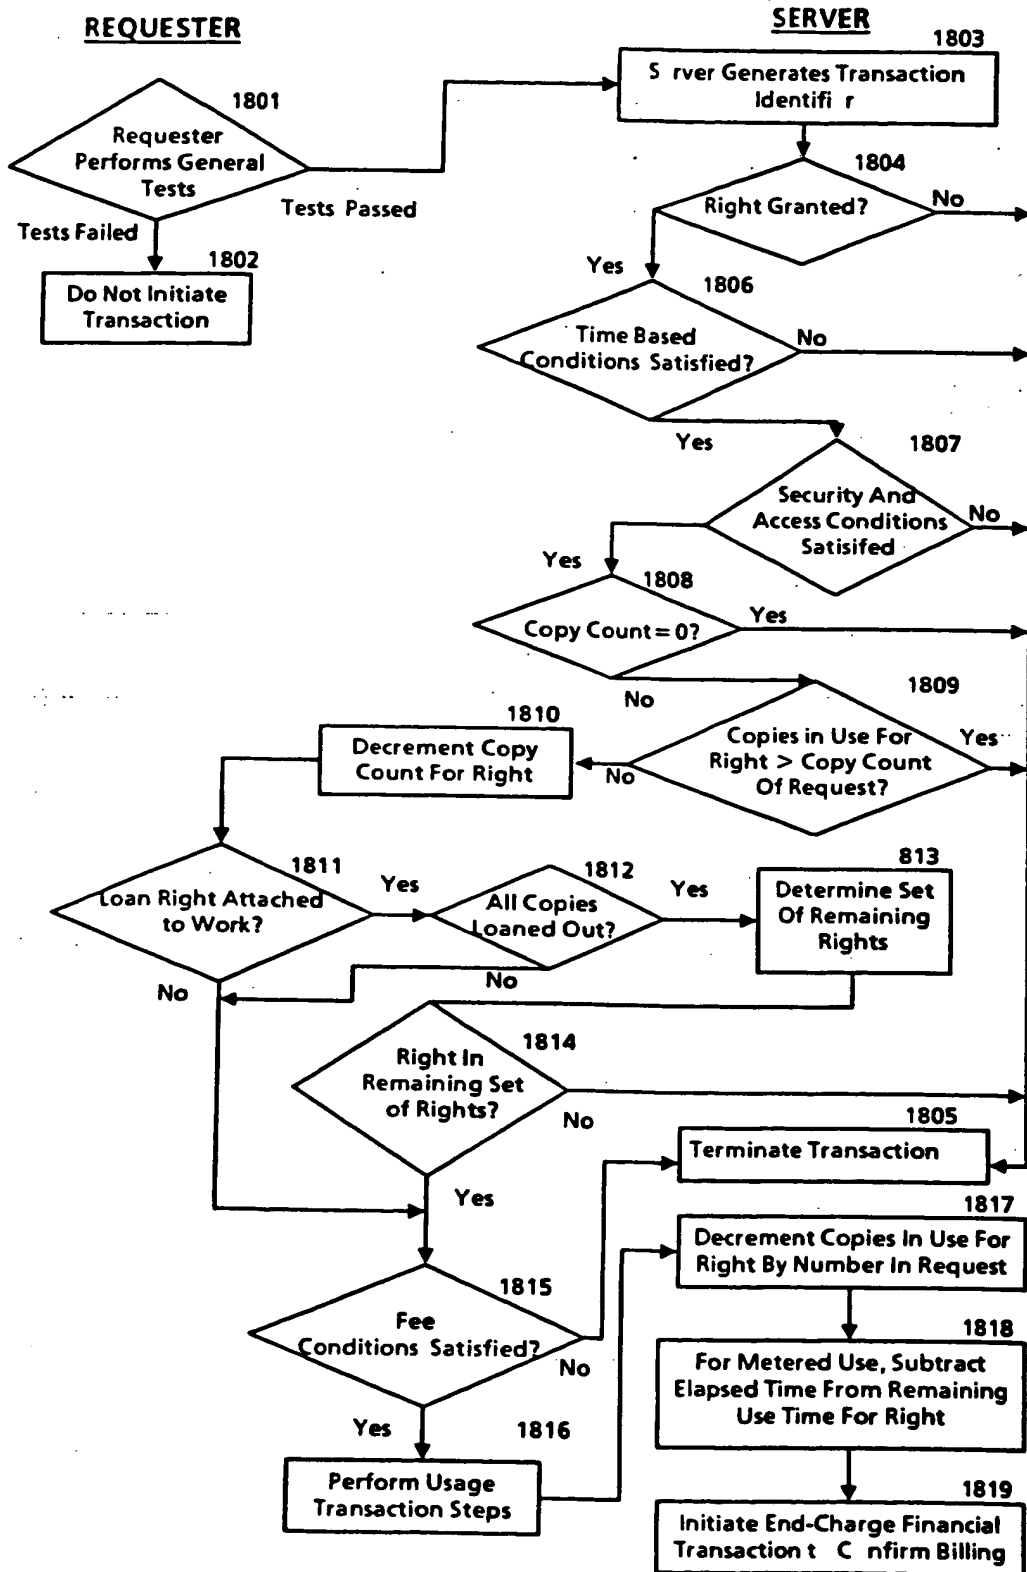 REQUESTER
SERVER
1803
S rver Generates Transaction
Identifi r
1801
Requester
Performs General
Tests
Tests Passed
Tests Failed
1802
Do Not Initiate
Transaction
1804
Right Granted?
No
Yes
1806
Time Based
Conditions Satisfied?
No
Yes
1807
Security And
Access Conditions
Satisifed
No
Yes
1808
Copy Count = 0?
Yes
No
1809
Copies in Use For
Right > Copy Count
Of Request?
Yes
No
1810
Decrement Copy
Count For Right
1811
Loan Right Attached
to Work?
Yes
No
1812
All Copies
Loaned Out?
Yes
No
813
Determine Set
Of Remaining
Rights
1814
Right In
Remaining Set
of Rights?
No
Yes
1805
Terminate Transaction
1815
Fee
Conditions Satisfied?
No
Yes
1816
Perform Usage
Transaction Steps
1817
Decrement Copies In Use For
Right By Number In Request
1818
For Metered Use, Subtract
Elapsed Time From Remaining
Use Time For Right
1819
Initiate End-Charge Financial
Transaction t C nfirm Billing